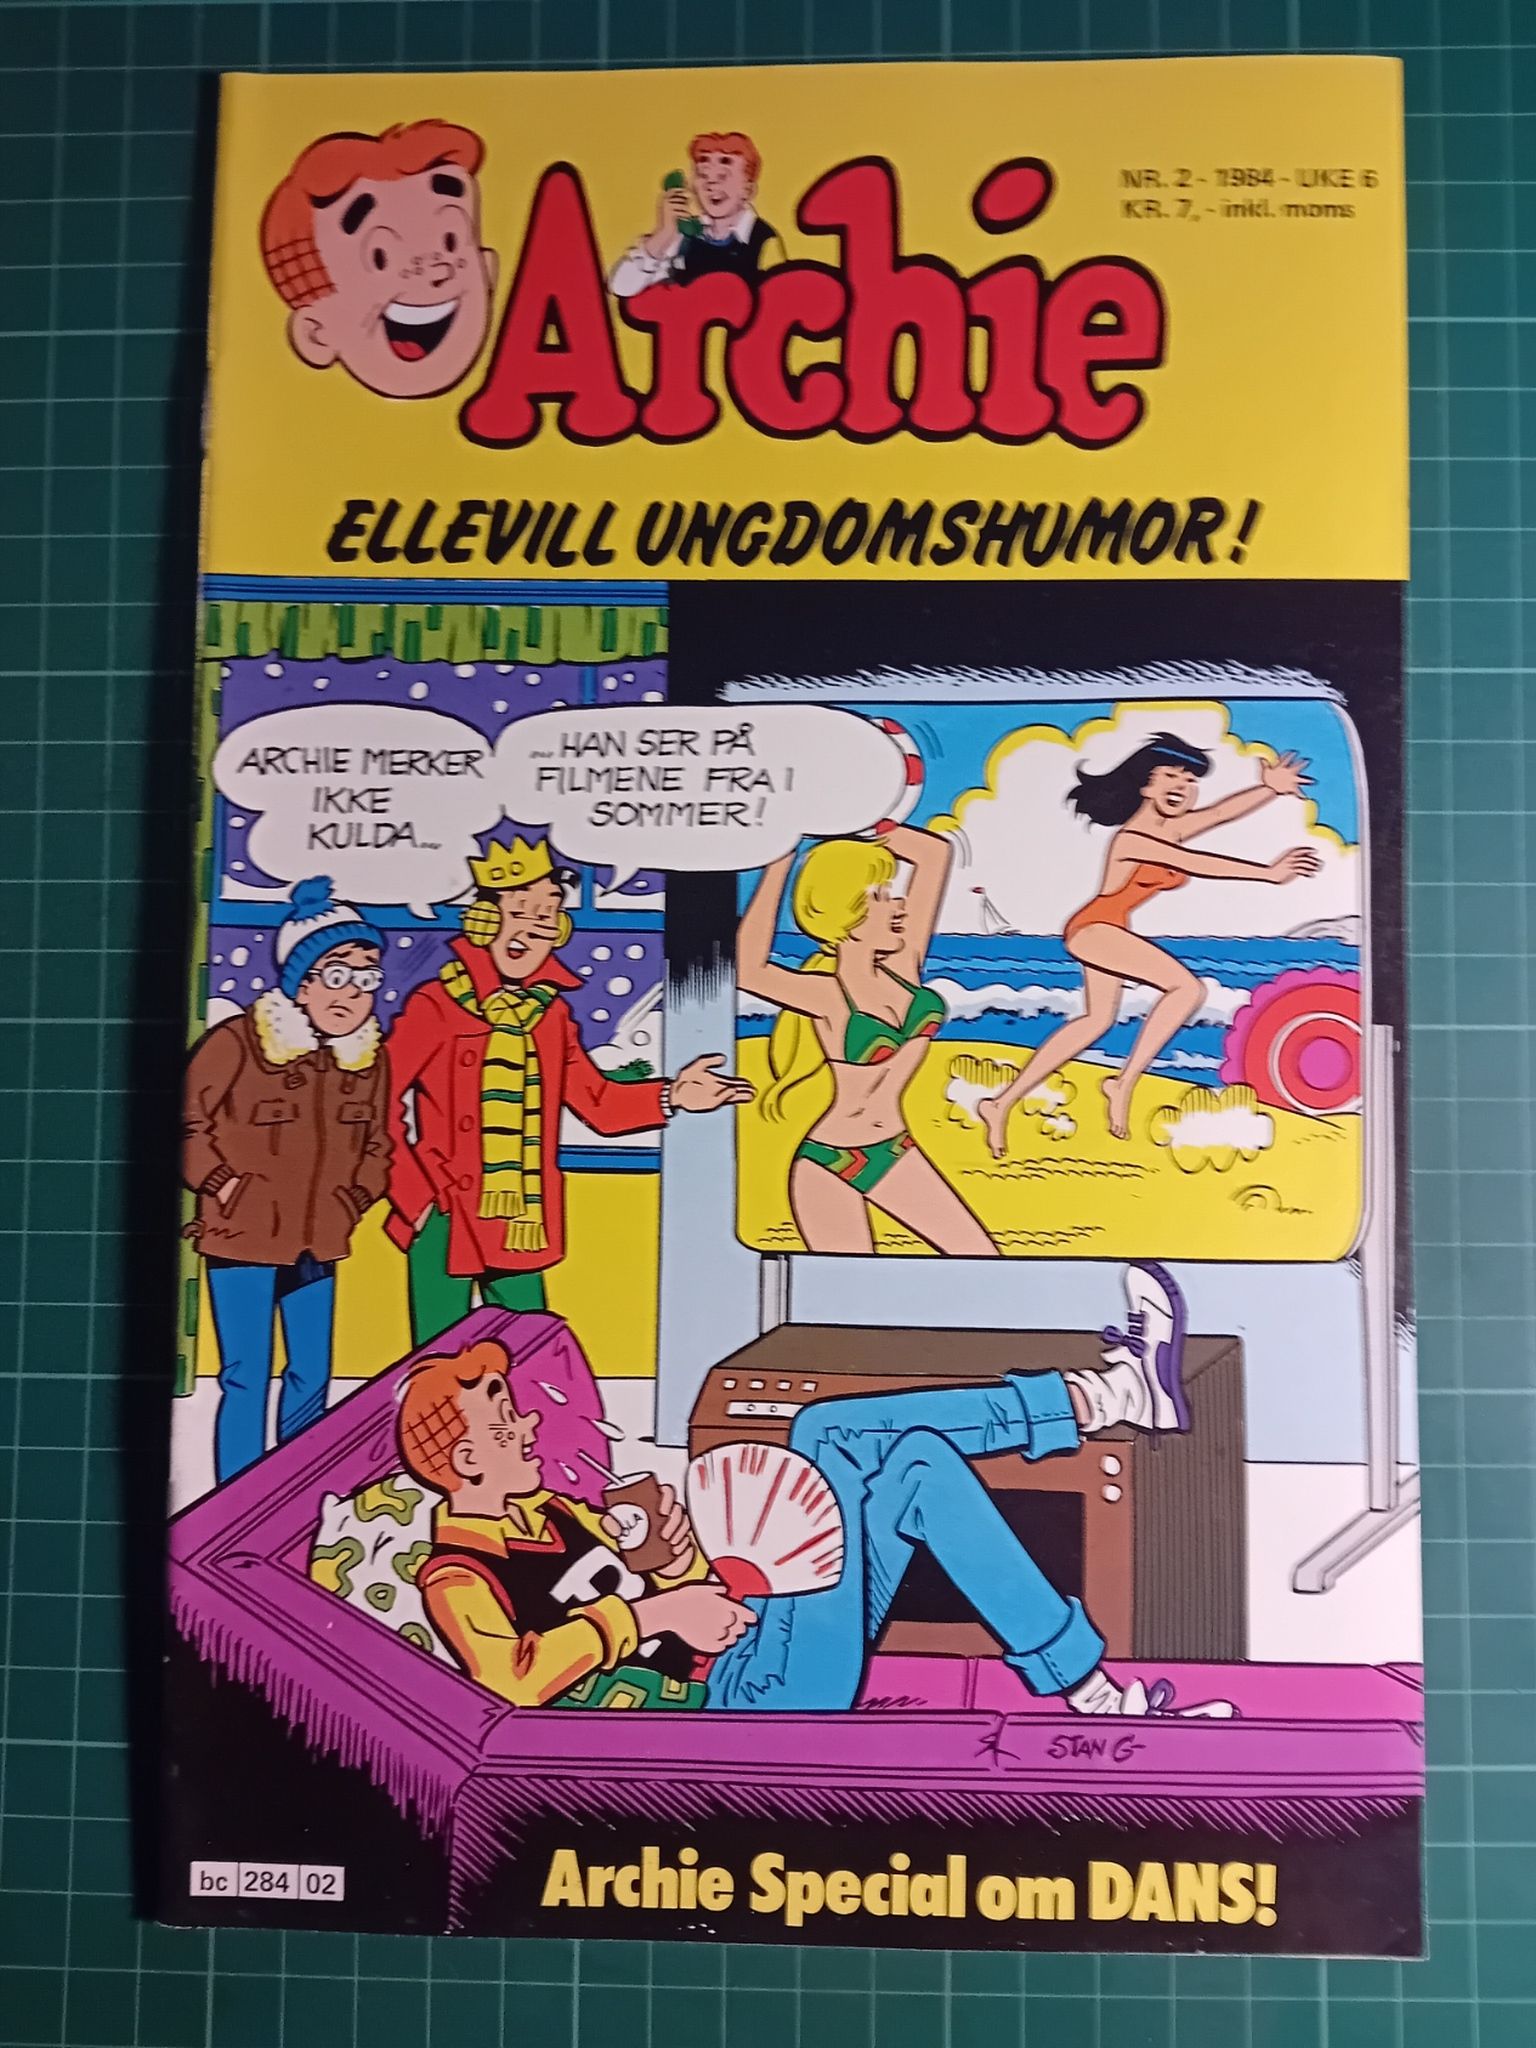 Archie
NR. 2 - 1984 - UKE 6
KR. 7,- inkl. moms
ELLEVILL UNGDOMSHUMOR!
ARCHIE MERKER
IKKE
KULDA...
...HAN SER PÅ
FILMENE FRA I
SOMMER!
OLA
R
STAN G-
bc 284 02
Archie Special om DANS!